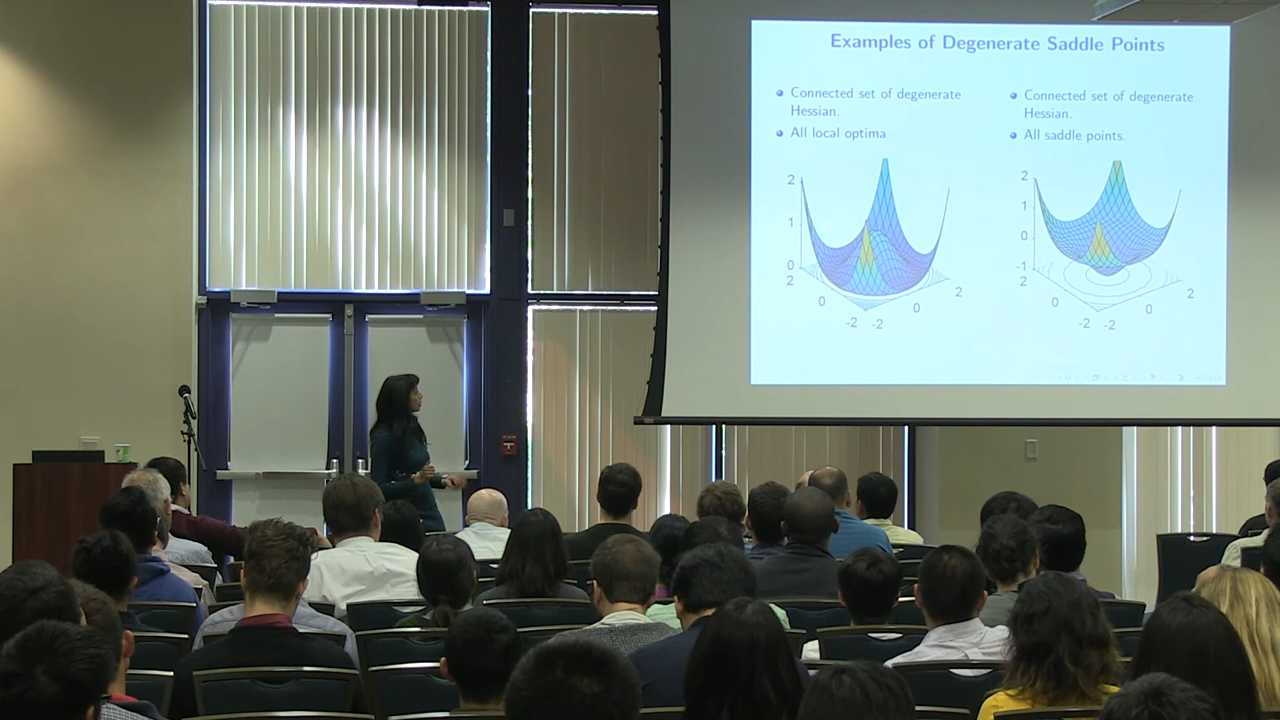 Examples of Degenerate Saddle Points
Connected set of degenerate
Hessian.
All local optima
2
1
0
2
0
-2
-2
0
2
Connected set of degenerate
Hessian.
All saddle points.
2
1
0
-1
2
0
-2
-2
0
2